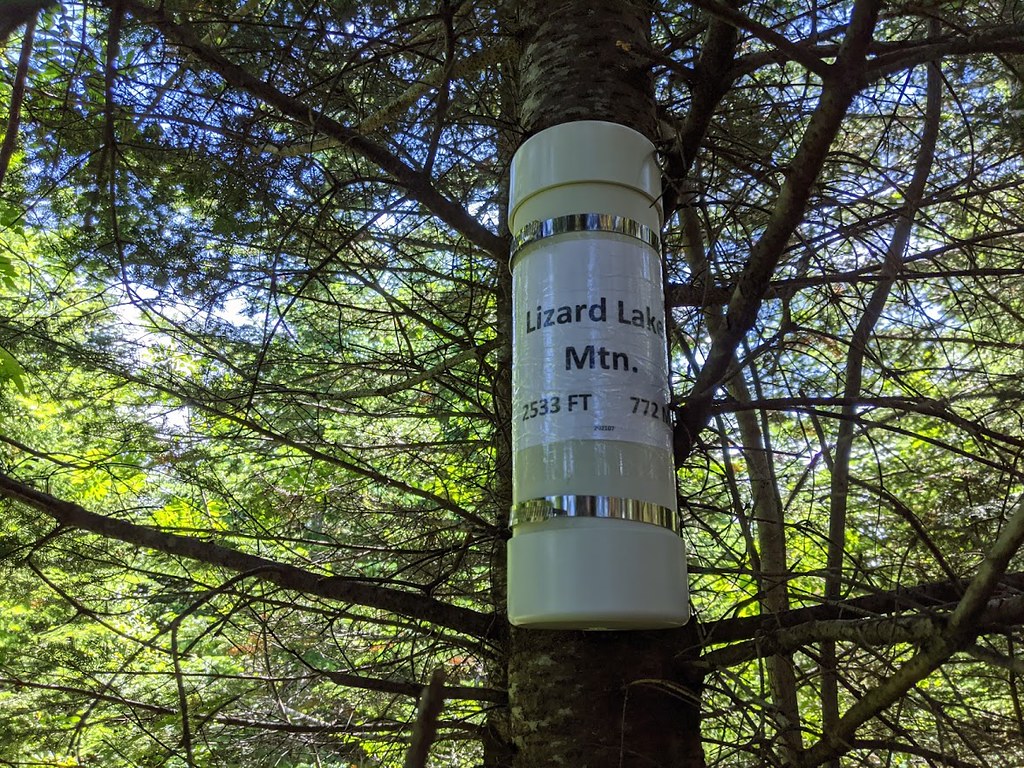 Lizard Lake
Mtn.
2533 FT 772